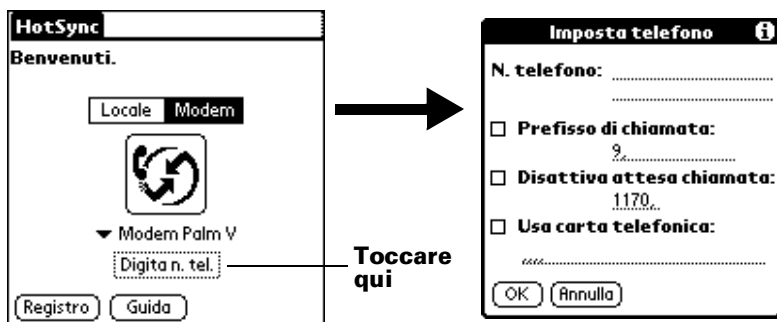 HotSync
Benvenuti.
Locale Modem
Modem Palm V
Digita n. tel.
Registro Guida
Toccare
qui
Imposta telefono
N. telefono:
Prefisso di chiamata:
9,
Disattiva attesa chiamata:
1170,
Usa carta telefonica:
,,,,
OK Annulla